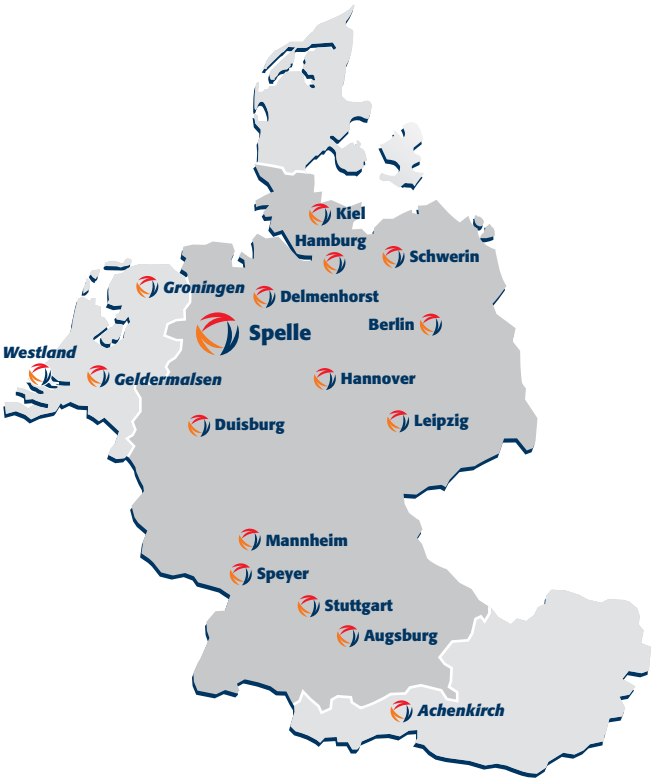 Kiel
Hamburg
Schwerin
Groningen
Delmenhorst
Berlin
Spelle
Westland
Geldermalsen
Hannover
Duisburg
Leipzig
Mannheim
Speyer
Stuttgart
Augsburg
Achenkirch